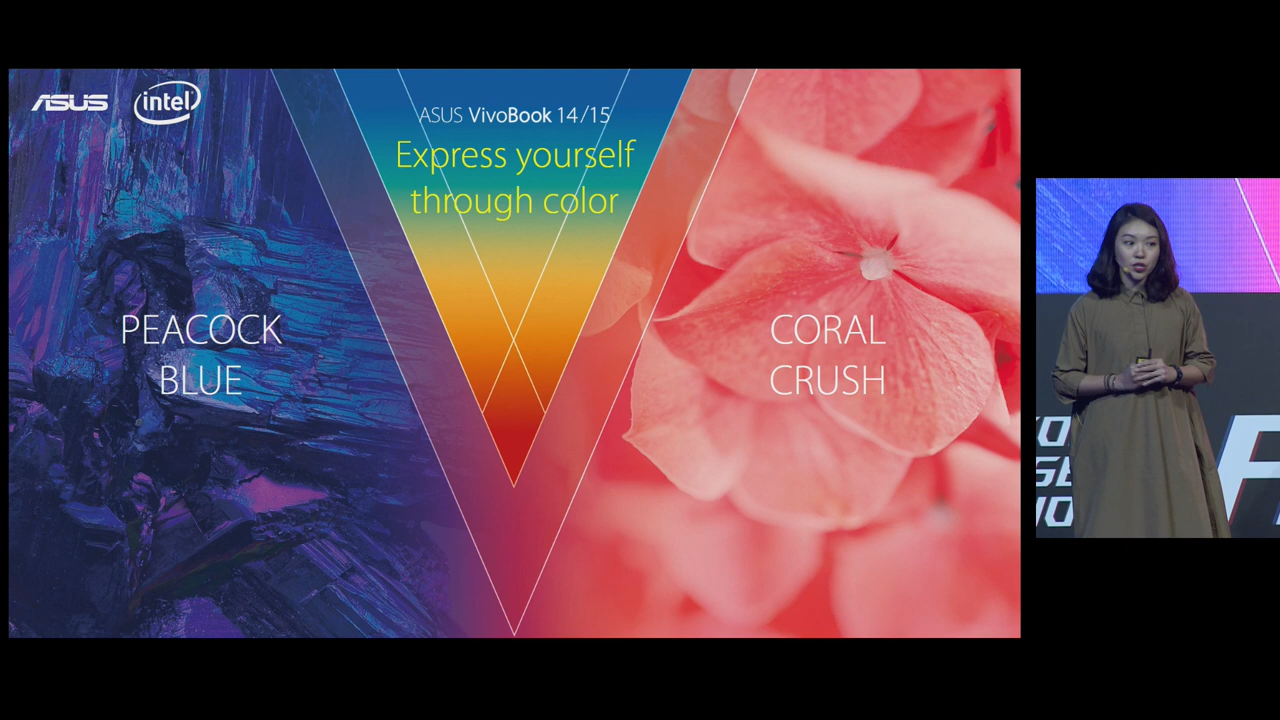 ASUS
intel
ASUS VivoBook 14/15
Express yourself
through color
PEACOCK
BLUE
CORAL
CRUSH